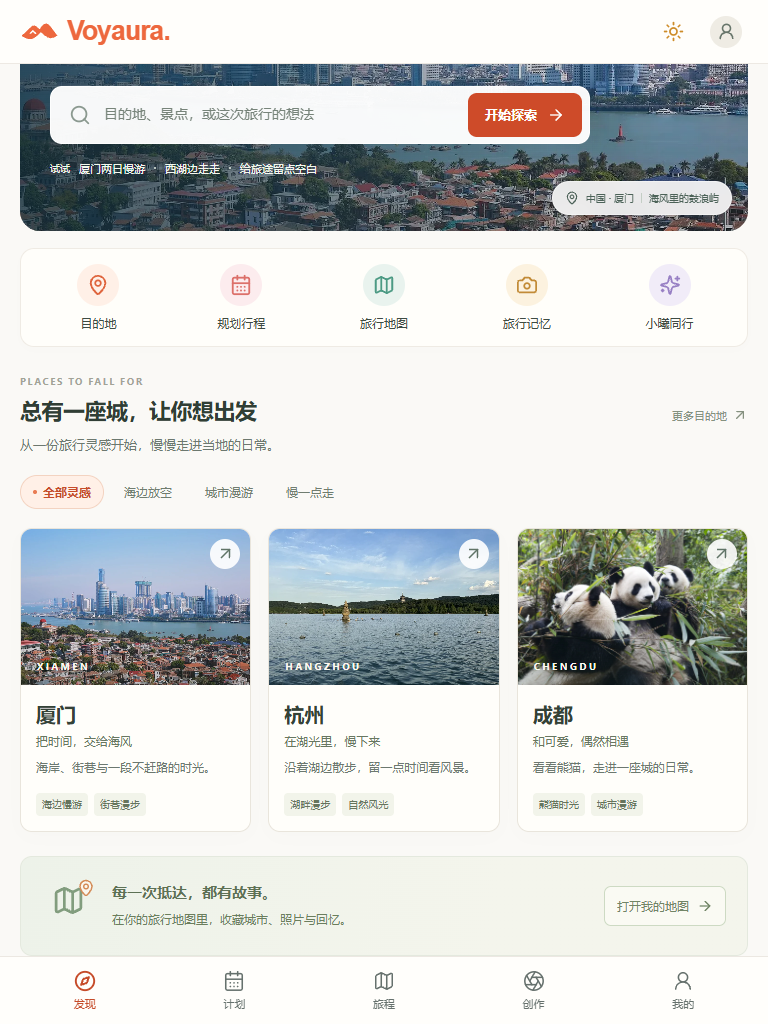 Voyaura.
目的地、景点，或这次旅行的想法
开始探索
试试 厦门两日慢游 · 西湖边走走 · 给旅途留点空白
中国 · 厦门 海风里的鼓浪屿
目的地 规划行程 旅行地图 旅行记忆 小曦同行
PLACES TO FALL FOR
总有一座城，让你想出发
更多目的地
从一份旅行灵感开始，慢慢走进当地的日常。
全部灵感 海边放空 城市漫游 慢一点走
XIAMEN
厦门
把时间，交给海风
海岸、街巷与一段不赶路的时光。
海边慢游 街巷漫步
HANGZHOU
杭州
在湖光里，慢下来
沿着湖边散步，留一点时间看风景。
湖畔漫步 自然风光
CHENGDU
成都
和可爱，偶然相遇
看看熊猫，走进一座城的日常。
熊猫时光 城市漫游
每一次抵达，都有故事。
在你的旅行地图里，收藏城市、照片与回忆。
打开我的地图
发现 计划 旅程 创作 我的